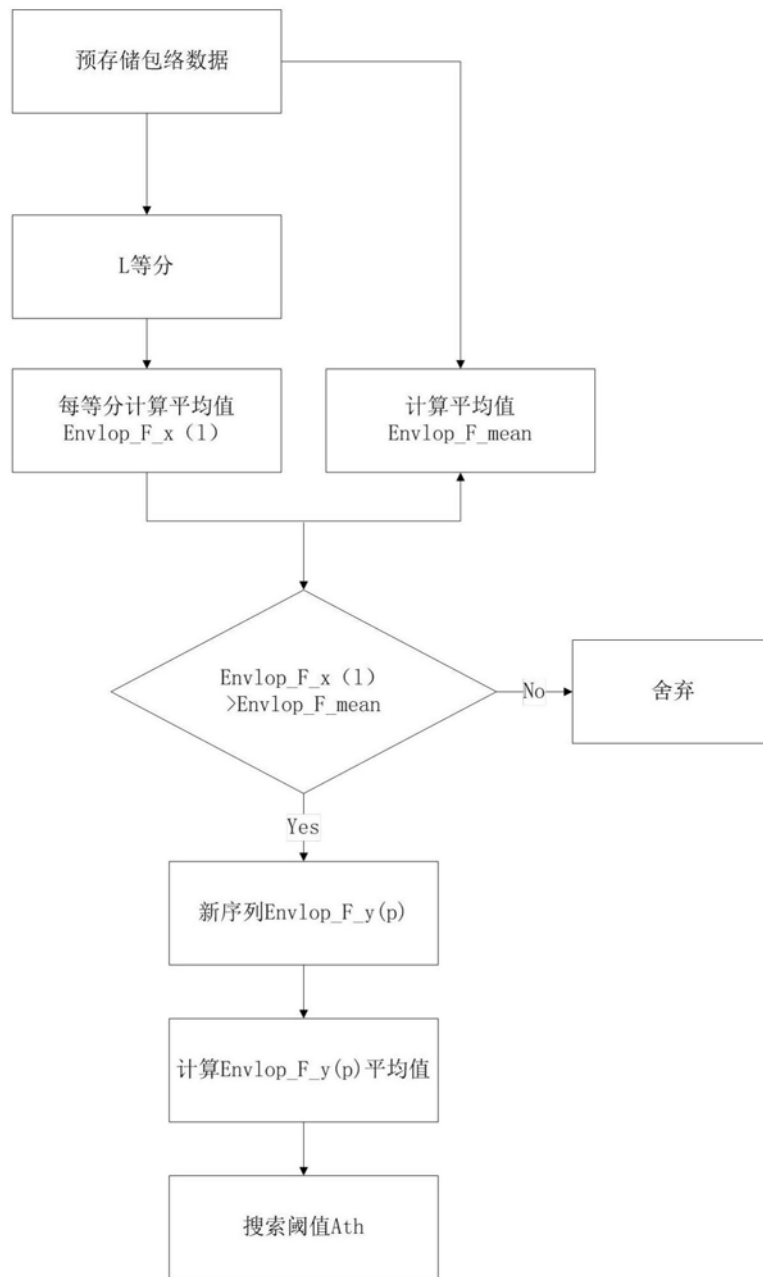 预存储包络数据
L等分
每等分计算平均值
Envlop_F_x（l）
计算平均值
Envlop_F_mean
Envlop_F_x（l）
>Envlop_F_mean
No
舍弃
Yes
新序列Envlop_F_y(p)
计算Envlop_F_y(p)平均值
搜索阈值Ath